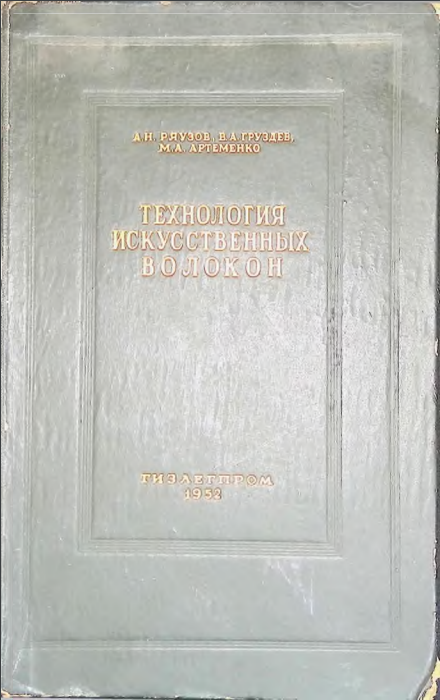 А.Н. РЯУЗОВ, В.А. ГРУЗДЕВ,
М.А. АРТЕМЕНКО
ТЕХНОЛОГИЯ
ИСКУССТВЕННЫХ
ВОЛОКОН
ГИЗЛЕГПРОМ
1952